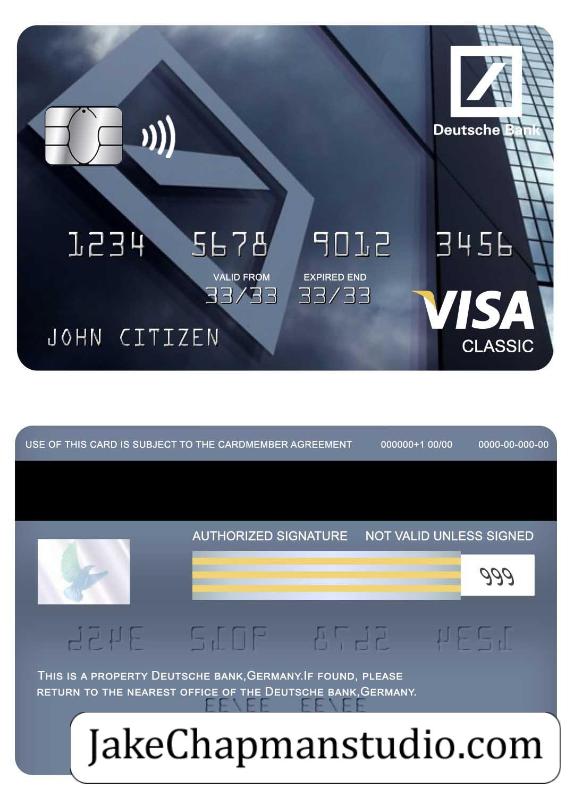 Deutsche Bank
1234 5678 9012 3456
VALID FROM EXPIRED END
33/33 33/33
JOHN CITIZEN
VISA
CLASSIC
USE OF THIS CARD IS SUBJECT TO THE CARDMEMBER AGREEMENT 000000+1 00/00 0000-00-000-00
AUTHORIZED SIGNATURE NOT VALID UNLESS SIGNED
999
THIS IS A PROPERTY DEUTSCHE BANK,GERMANY.IF FOUND, PLEASE
RETURN TO THE NEAREST OFFICE OF THE DEUTSCHE BANK,GERMANY.
JakeChapmanstudio.com